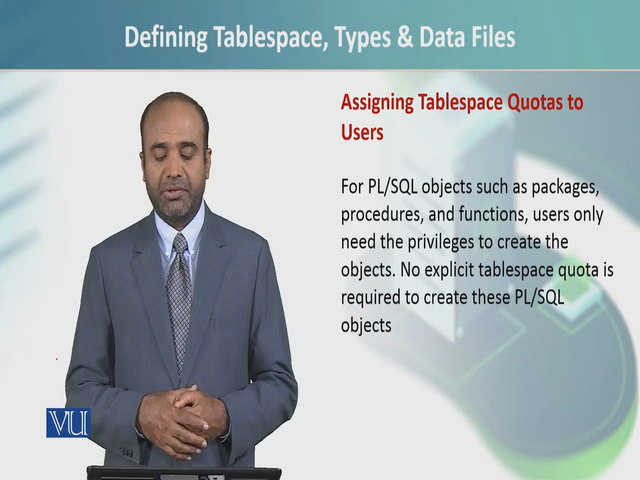 Defining Tablespace, Types & Data Files
Assigning Tablespace Quotas to
Users
For PL/SQL objects such as packages,
procedures, and functions, users only
need the privileges to create the
objects. No explicit tablespace quota is
required to create these PL/SQL
objects
VU